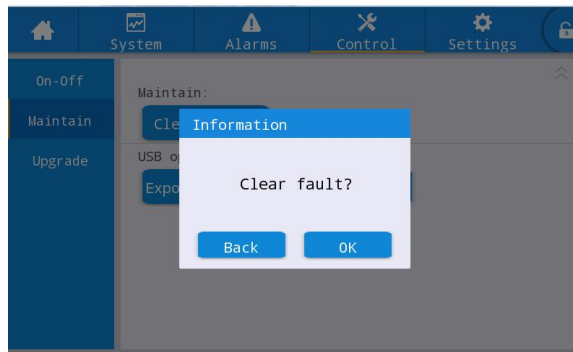 System Alarms Control Settings
On-Off
Maintain
Upgrade
Maintain:
Cle
USB o
Expo
Information
Clear fault?
Back OK